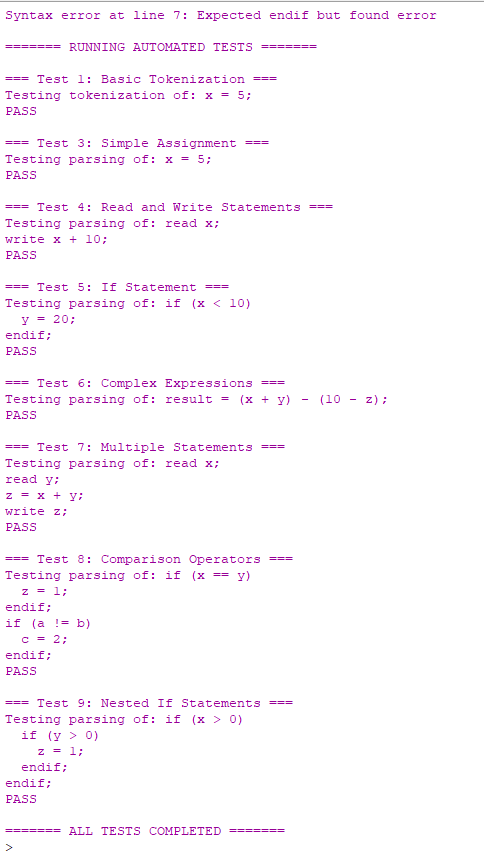 Syntax error at line 7: Expected endif but found error
======= RUNNING AUTOMATED TESTS =======
=== Test 1: Basic Tokenization ===
Testing tokenization of: x = 5;
PASS
=== Test 3: Simple Assignment ===
Testing parsing of: x = 5;
PASS
=== Test 4: Read and Write Statements ===
Testing parsing of: read x;
write x + 10;
PASS
=== Test 5: If Statement ===
Testing parsing of: if (x < 10)
  y = 20;
endif;
PASS
=== Test 6: Complex Expressions ===
Testing parsing of: result = (x + y) - (10 - z);
PASS
=== Test 7: Multiple Statements ===
Testing parsing of: read x;
read y;
z = x + y;
write z;
PASS
=== Test 8: Comparison Operators ===
Testing parsing of: if (x == y)
  z = 1;
endif;
if (a != b)
  c = 2;
endif;
PASS
=== Test 9: Nested If Statements ===
Testing parsing of: if (x > 0)
  if (y > 0)
    z = 1;
  endif;
endif;
PASS
======= ALL TESTS COMPLETED =======
>